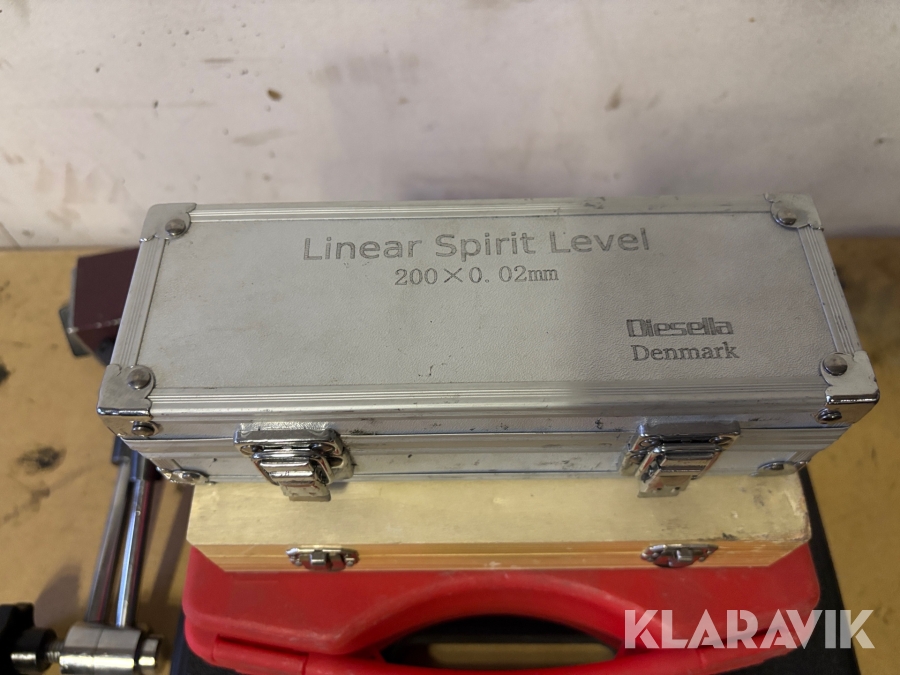 Linear Spirit Level
200×0.02mm
Diesella
Denmark
KLARAVIK